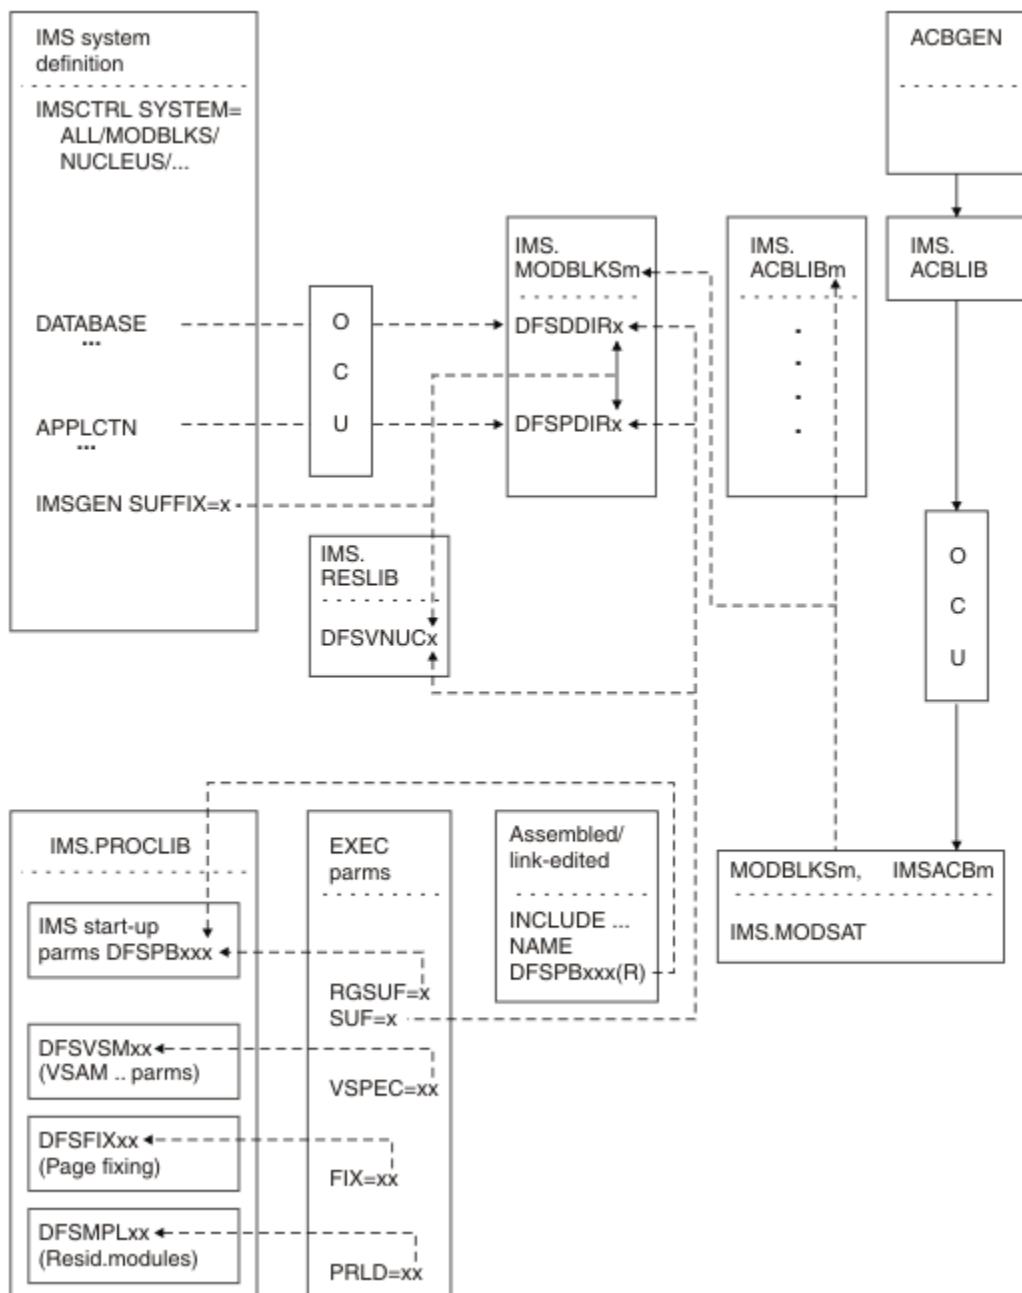 IMS system
definition
IMSCTRL SYSTEM=
ALL/MODBLKS/
NUCLEUS/...
DATABASE
...
APPLCTN
...
IMSGEN SUFFIX=x
O
C
U
IMS.
RESLIB
DFSVNUCx
IMS.
MODBLKSm
DFSDDIRx
DFSPDIRx
IMS.
ACBLIBm
ACBGEN
IMS.
ACBLIB
O
C
U
MODBLKSm, IMSACBm
IMS.MODSAT
IMS.PROCLIB
IMS start-up
parms DFSPBxxx
DFSVSMxx
(VSAM .. parms)
DFSFIXxx
(Page fixing)
DFSMPLxx
(Resid.modules)
EXEC
parms
RGSUF=x
SUF=x
VSPEC=xx
FIX=xx
PRLD=xx
Assembled/
link-edited
INCLUDE ...
NAME
DFSPBxxx(R)